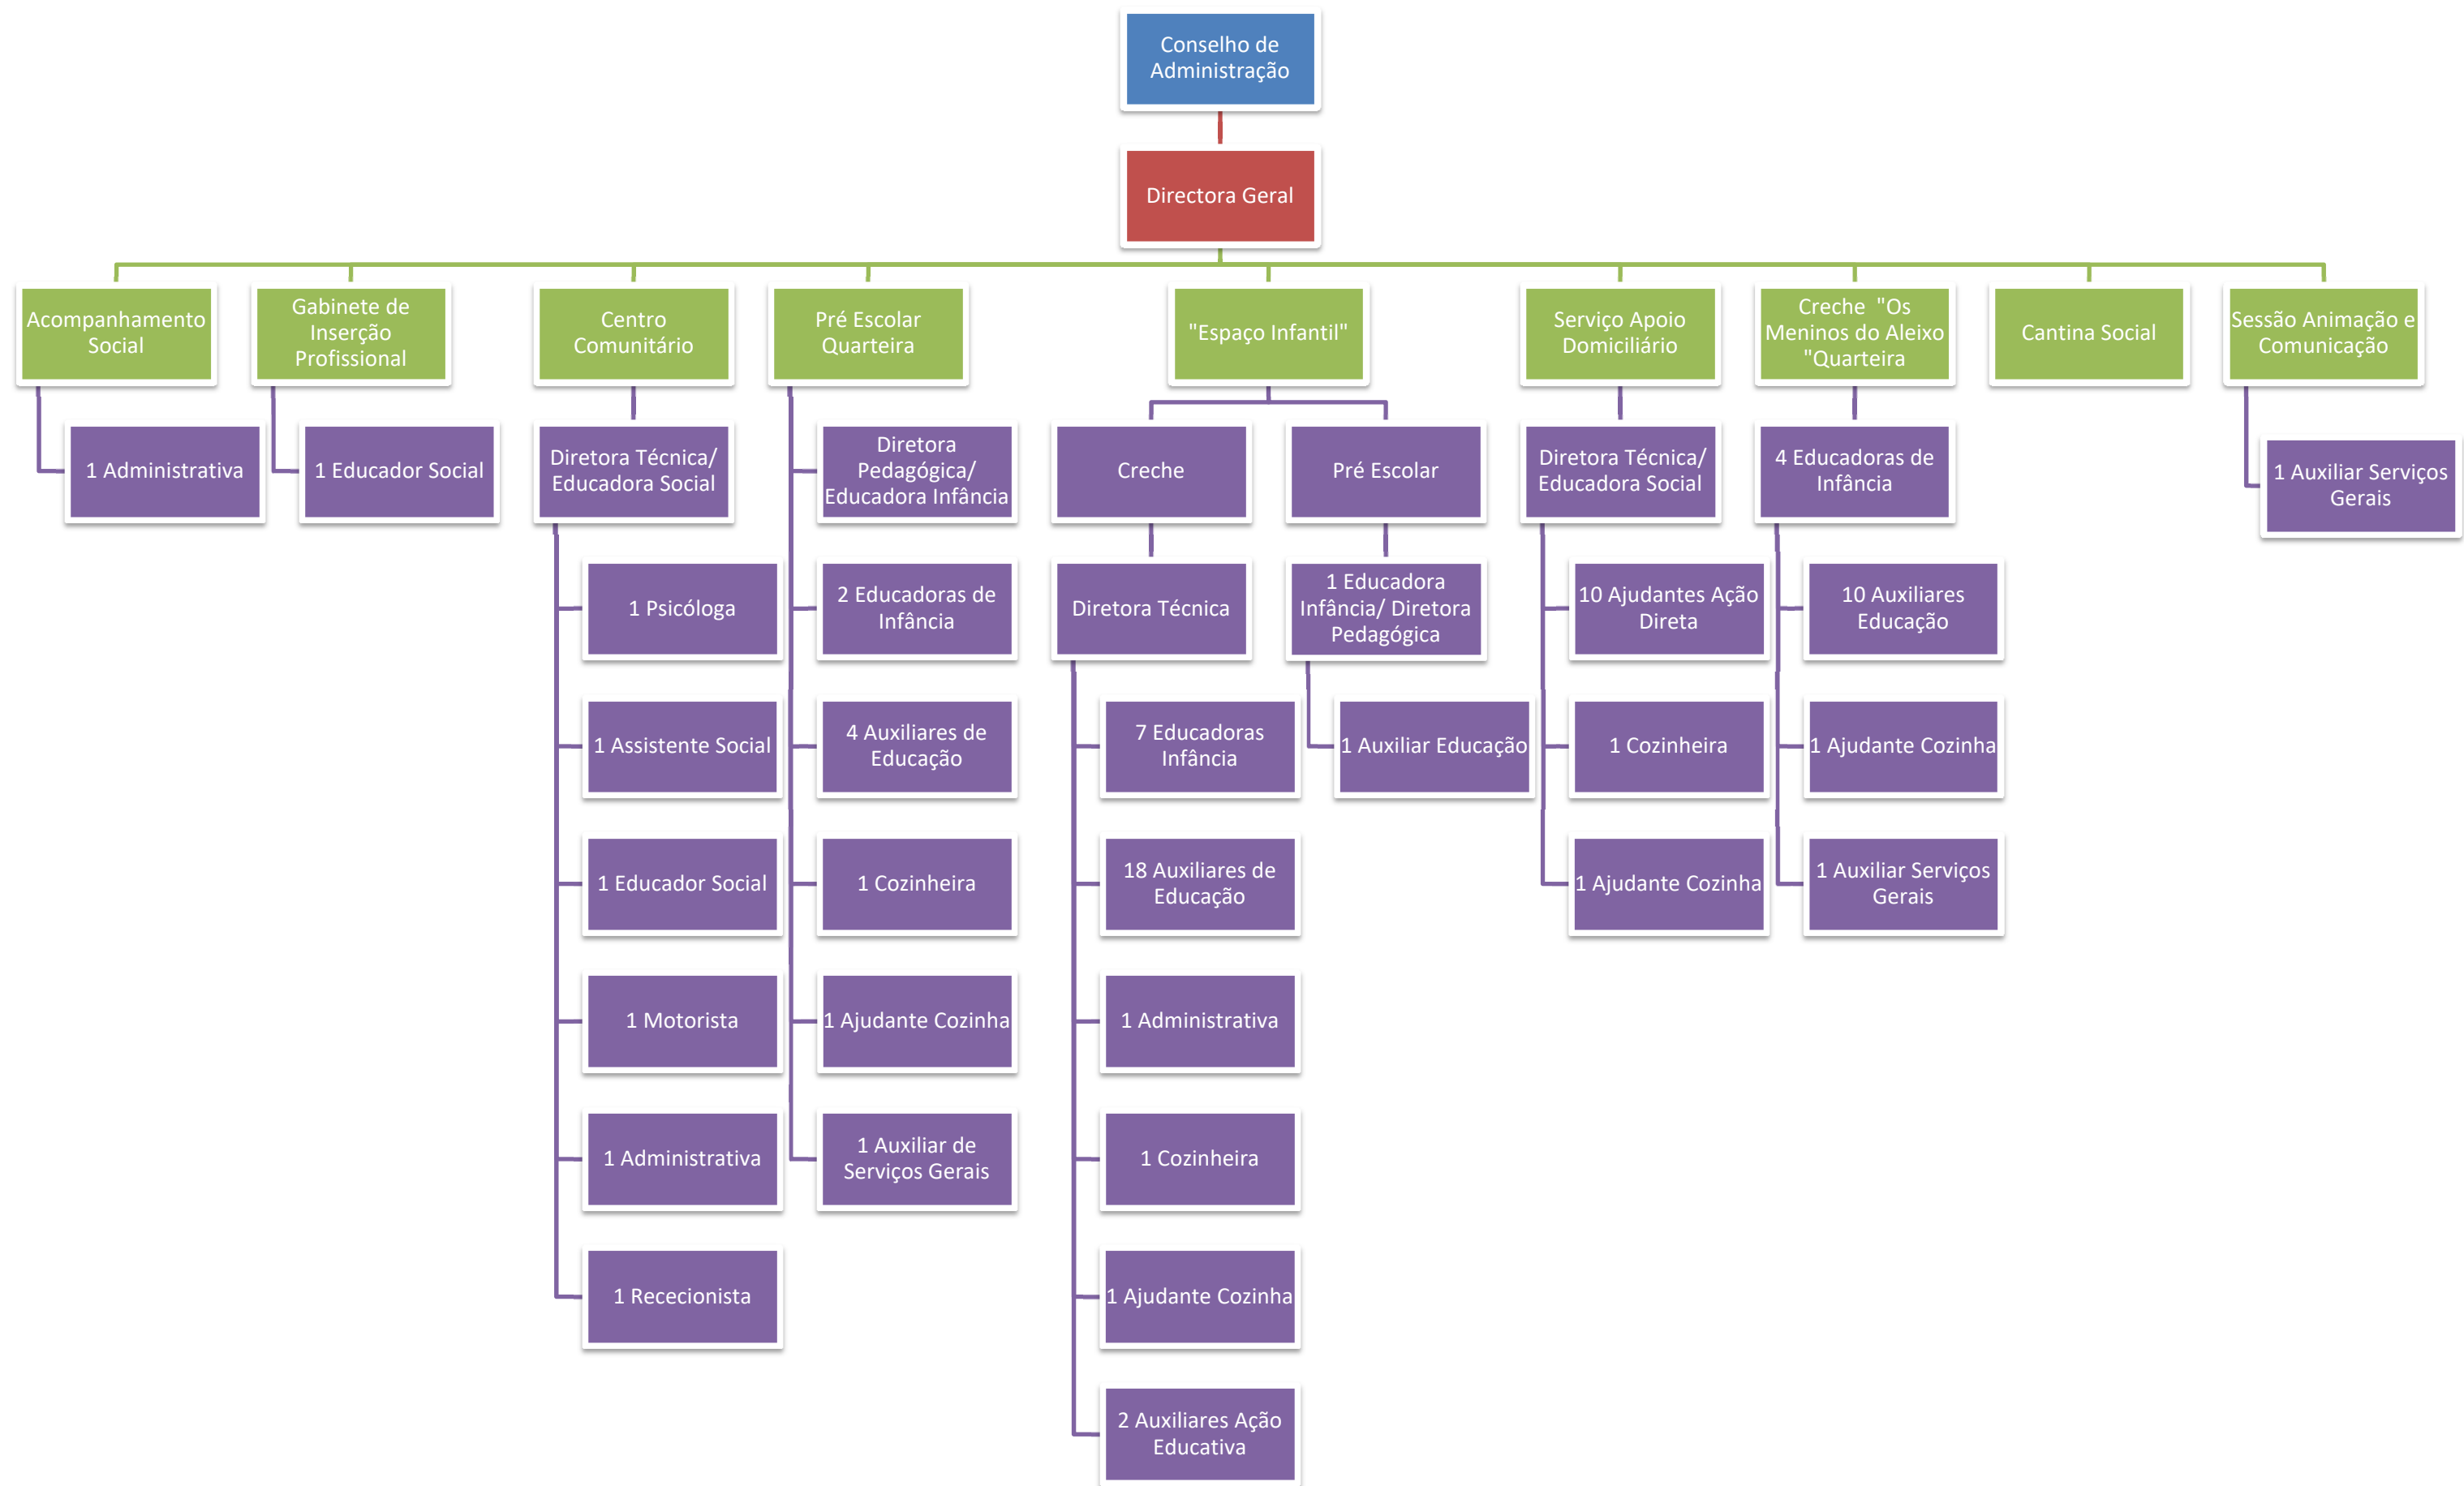 Conselho de
Administração
Directora Geral
Acompanhamento
Social
Gabinete de
Inserção
Profissional
Centro
Comunitário
Pré Escolar
Quarteira
"Espaço Infantil"
Serviço Apoio
Domiciliário
Creche "Os
Meninos do Aleixo
"Quarteira
Cantina Social
Sessão Animação e
Comunicação
1 Administrativa
1 Educador Social
Diretora Técnica/
Educadora Social
Diretora
Pedagógica/
Educadora Infância
Creche
Pré Escolar
Diretora Técnica/
Educadora Social
4 Educadoras de
Infância
1 Auxiliar Serviços
Gerais
1 Psicóloga
2 Educadoras de
Infância
Diretora Técnica
1 Educadora
Infância/ Diretora
Pedagógica
10 Ajudantes Ação
Direta
10 Auxiliares
Educação
1 Assistente Social
4 Auxiliares de
Educação
7 Educadoras
Infância
1 Auxiliar Educação
1 Cozinheira
1 Ajudante Cozinha
1 Educador Social
1 Cozinheira
18 Auxiliares de
Educação
1 Ajudante Cozinha
1 Auxiliar Serviços
Gerais
1 Motorista
1 Ajudante Cozinha
1 Administrativa
1 Administrativa
1 Auxiliar de
Serviços Gerais
1 Cozinheira
1 Rececionista
1 Ajudante Cozinha
2 Auxiliares Ação
Educativa